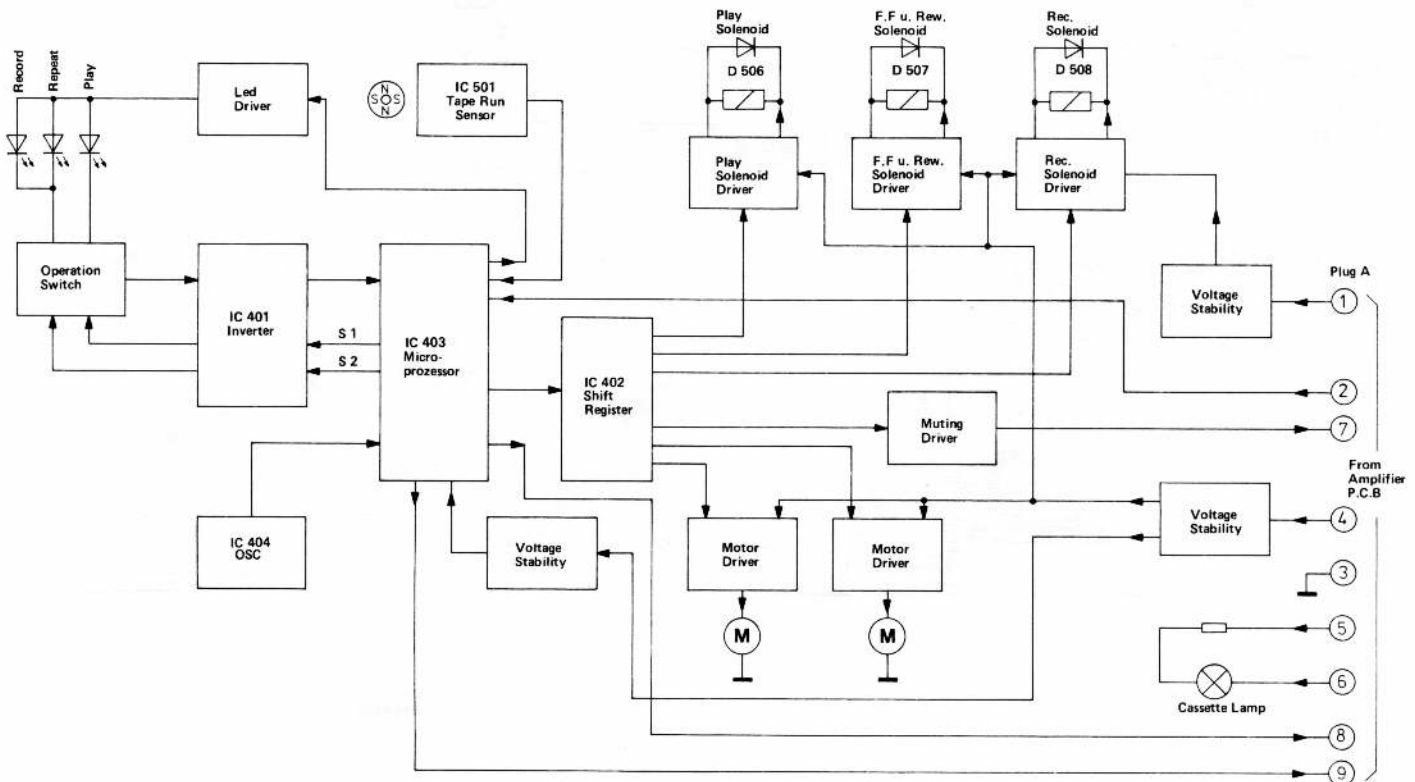 Play
Solenoid
F.F u. Rew.
Solenoid
Rec.
Solenoid
D 506
D 507
D 508
Record
Repeat
Play
Led
Driver
N
S O S
N
IC 501
Tape Run
Sensor
Play
Solenoid
Driver
F.F u. Rew.
Solenoid
Driver
Rec.
Solenoid
Driver
Operation
Switch
IC 401
Inverter
S 1
S 2
IC 403
Micro-
prozessor
IC 402
Shift
Register
Voltage
Stability
Plug A
1
2
Muting
Driver
7
From
Amplifier
P.C.B
IC 404
OSC
Voltage
Stability
Motor
Driver
Motor
Driver
Voltage
Stability
4
3
M
M
5
6
Cassette Lamp
8
9